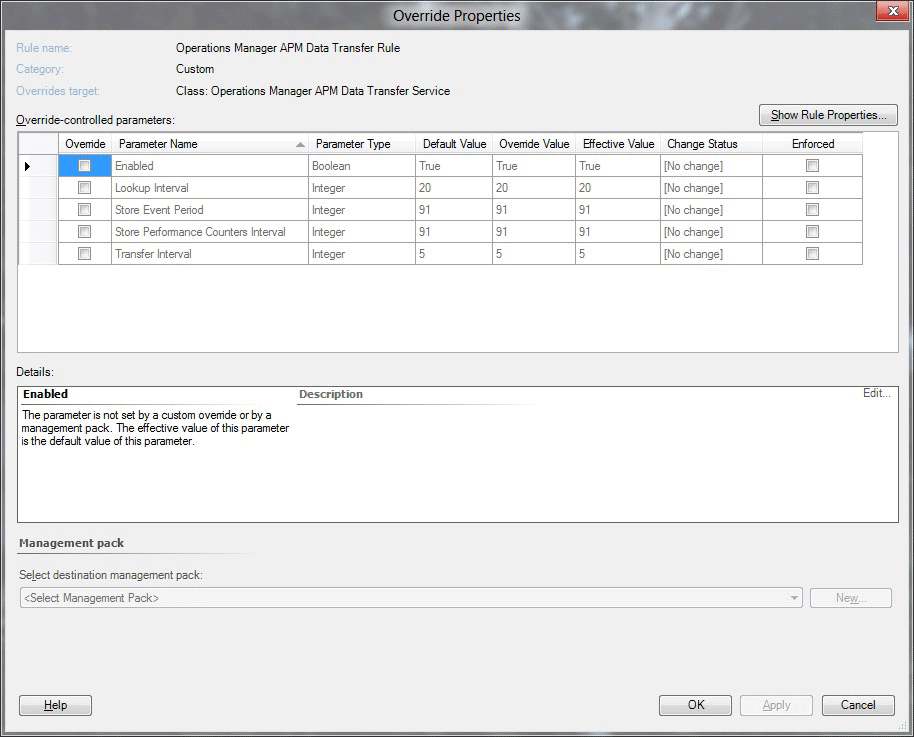 Override Properties
Rule name: Operations Manager APM Data Transfer Rule
Category: Custom
Overrides target: Class: Operations Manager APM Data Transfer Service
Override-controlled parameters:
Show Rule Properties...
Override Parameter Name Parameter Type Default Value Override Value Effective Value Change Status Enforced
Enabled Boolean True True True [No change]
Lookup Interval Integer 20 20 20 [No change]
Store Event Period Integer 91 91 91 [No change]
Store Performance Counters Interval Integer 91 91 91 [No change]
Transfer Interval Integer 5 5 5 [No change]
Details:
Enabled Description Edit...
The parameter is not set by a custom override or by a
management pack. The effective value of this parameter
is the default value of this parameter.
Management pack
Select destination management pack:
<Select Management Pack> New...
Help OK Apply Cancel